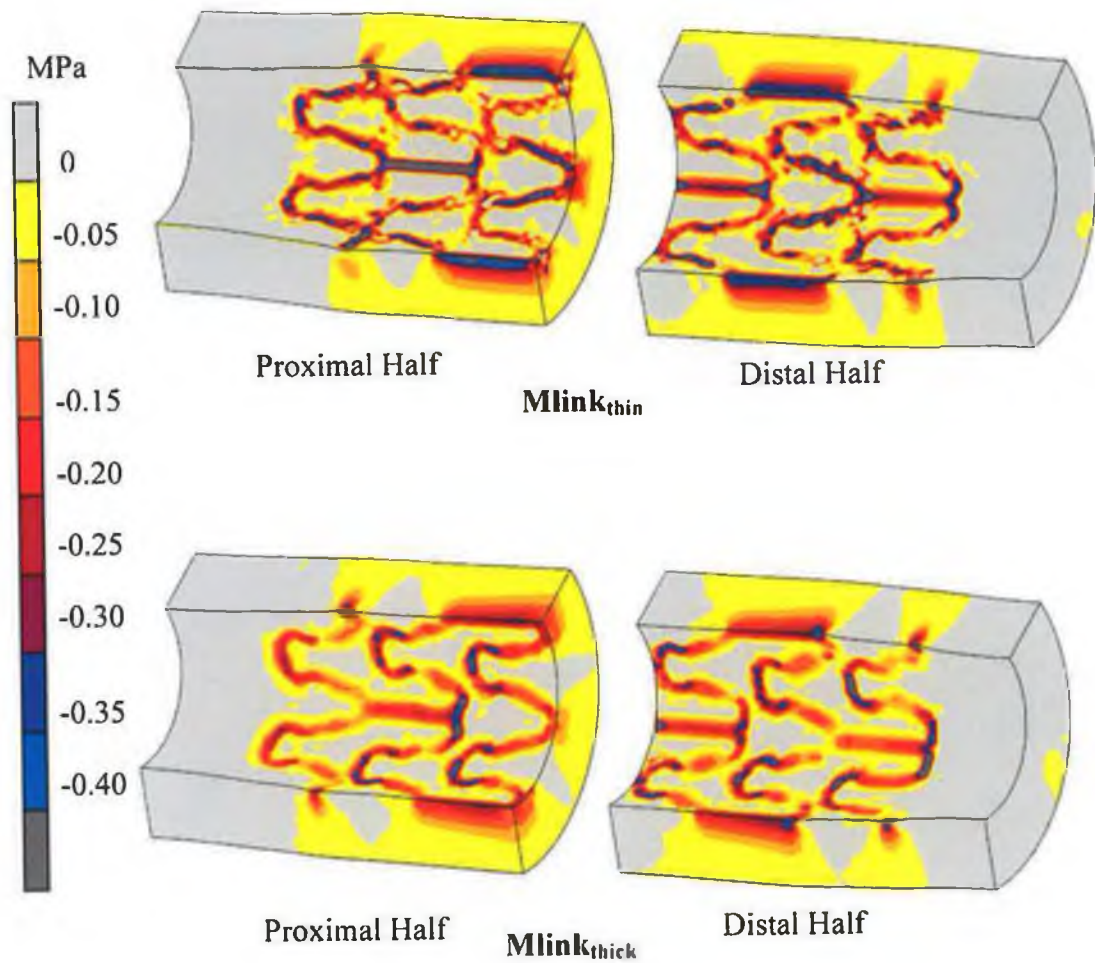 MPa
0
-0.05
-0.10
-0.15
-0.20
-0.25
-0.30
-0.35
-0.40
Proximal Half
Distal Half
Mlinkthin
Proximal Half
Distal Half
Mlinkthick